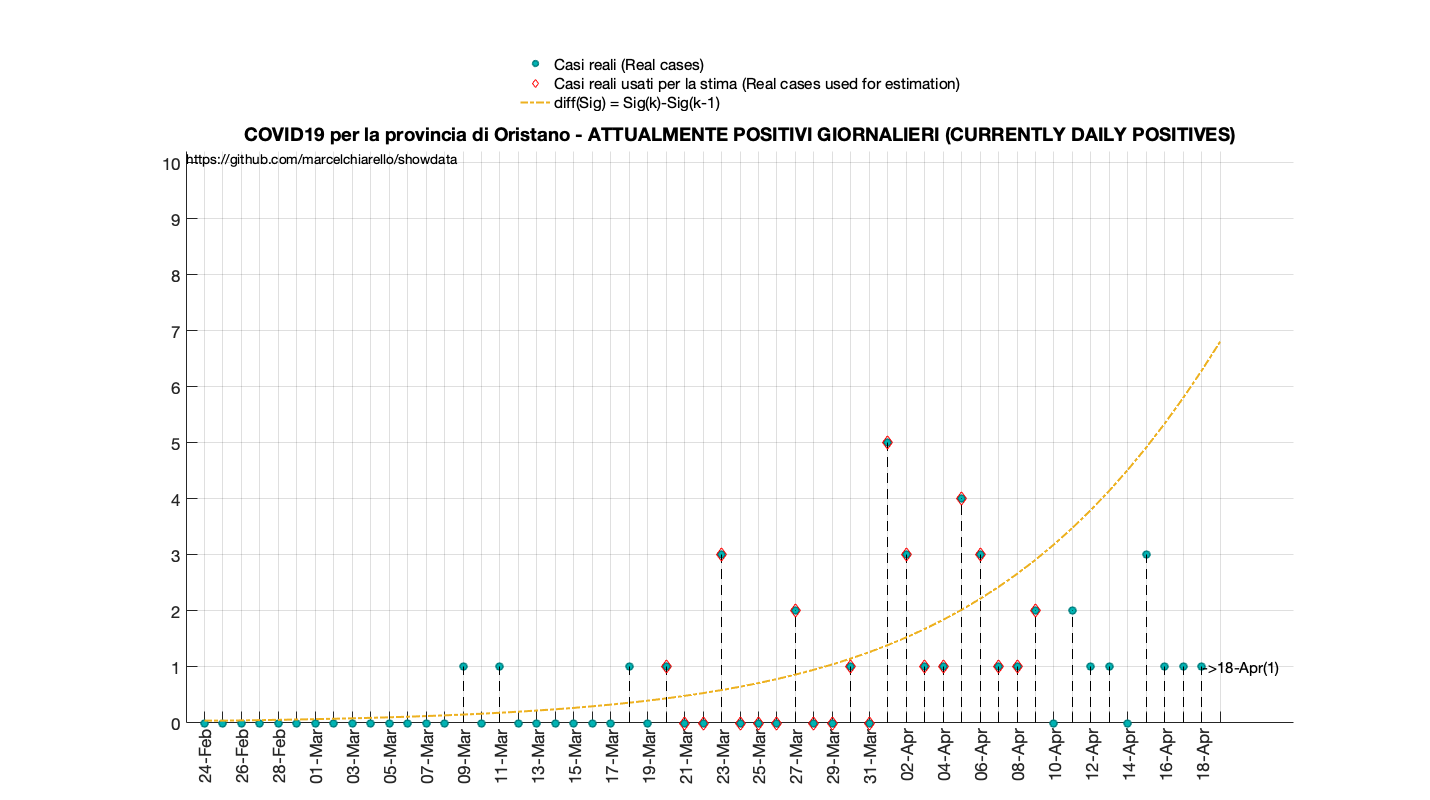 Casi reali (Real cases)
Casi reali usati per la stima (Real cases used for estimation)
diff(Sig) = Sig(k)-Sig(k-1)
COVID19 per la provincia di Oristano - ATTUALMENTE POSITIVI GIORNALIERI (CURRENTLY DAILY POSITIVES)
https://github.com/marcelchiarello/showdata
10
9
8
7
6
5
4
3
2
1
0
->18-Apr(1)
24-Feb
26-Feb
28-Feb
01-Mar
03-Mar
05-Mar
07-Mar
09-Mar
11-Mar
13-Mar
15-Mar
17-Mar
19-Mar
21-Mar
23-Mar
25-Mar
27-Mar
29-Mar
31-Mar
02-Apr
04-Apr
06-Apr
08-Apr
10-Apr
12-Apr
14-Apr
16-Apr
18-Apr